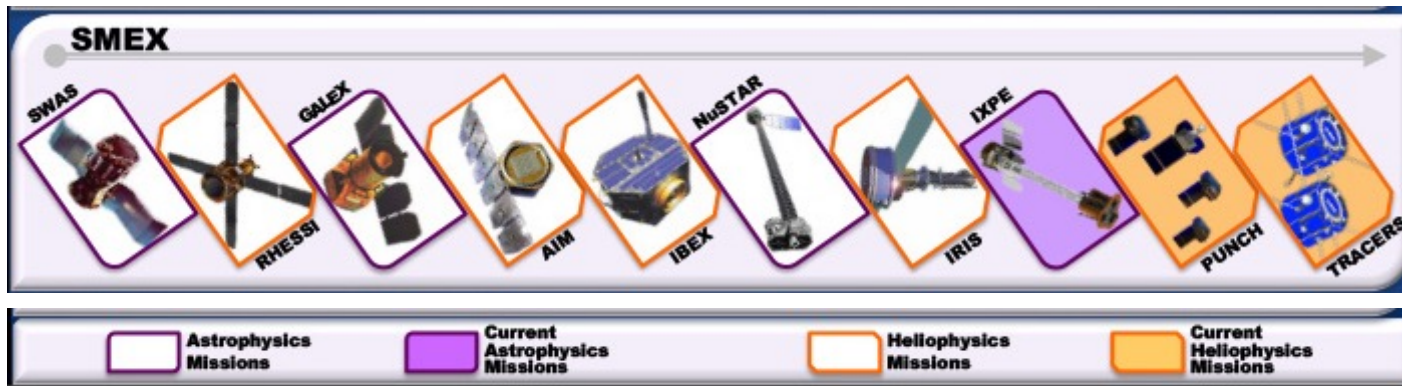 SMEX
SWAS
RHESSI
GALEX
AIM
IBEX
NuSTAR
IRIS
IXPE
PUNCH
TRACERS
Astrophysics
Missions
Current
Astrophysics
Missions
Heliophysics
Missions
Current
Heliophysics
Missions